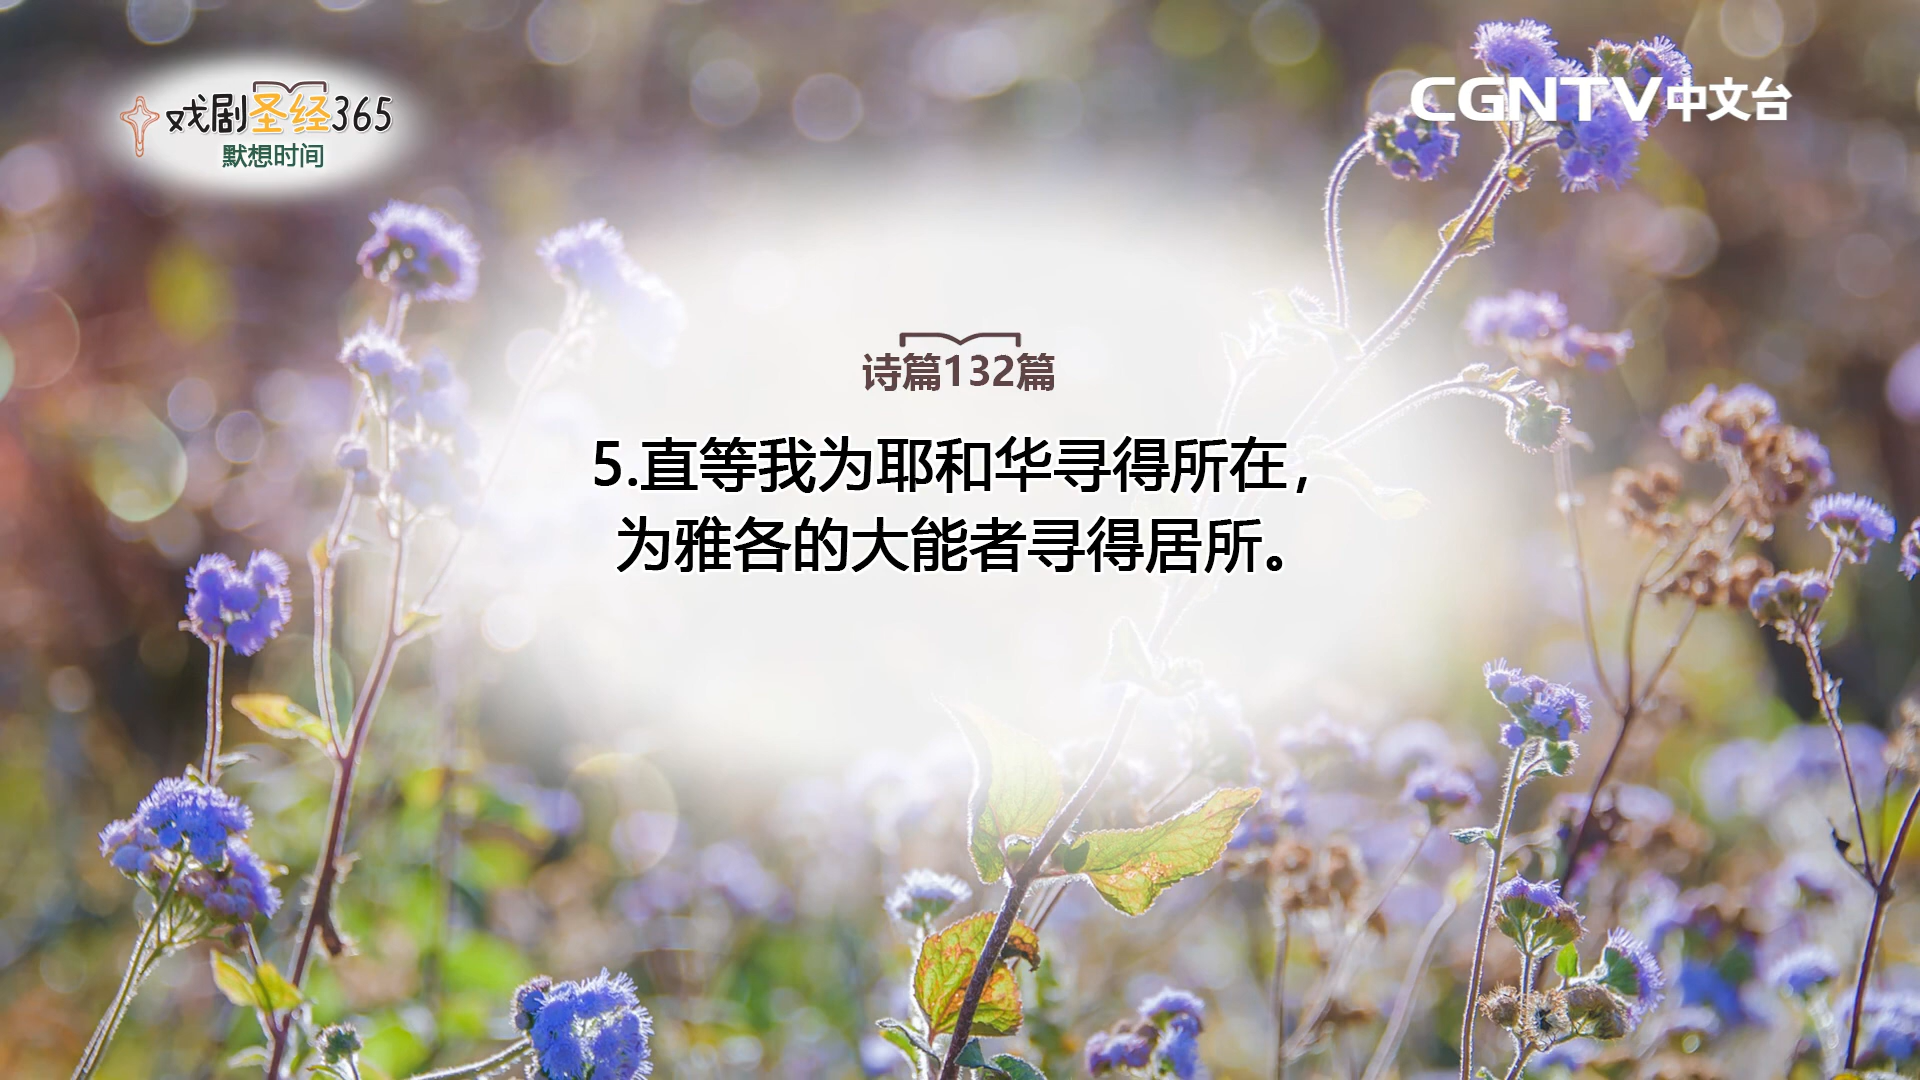 戏剧圣经365
默想时间
CGNTV中文台
诗篇132篇
5.直等我为耶和华寻得所在，
为雅各的大能者寻得居所。